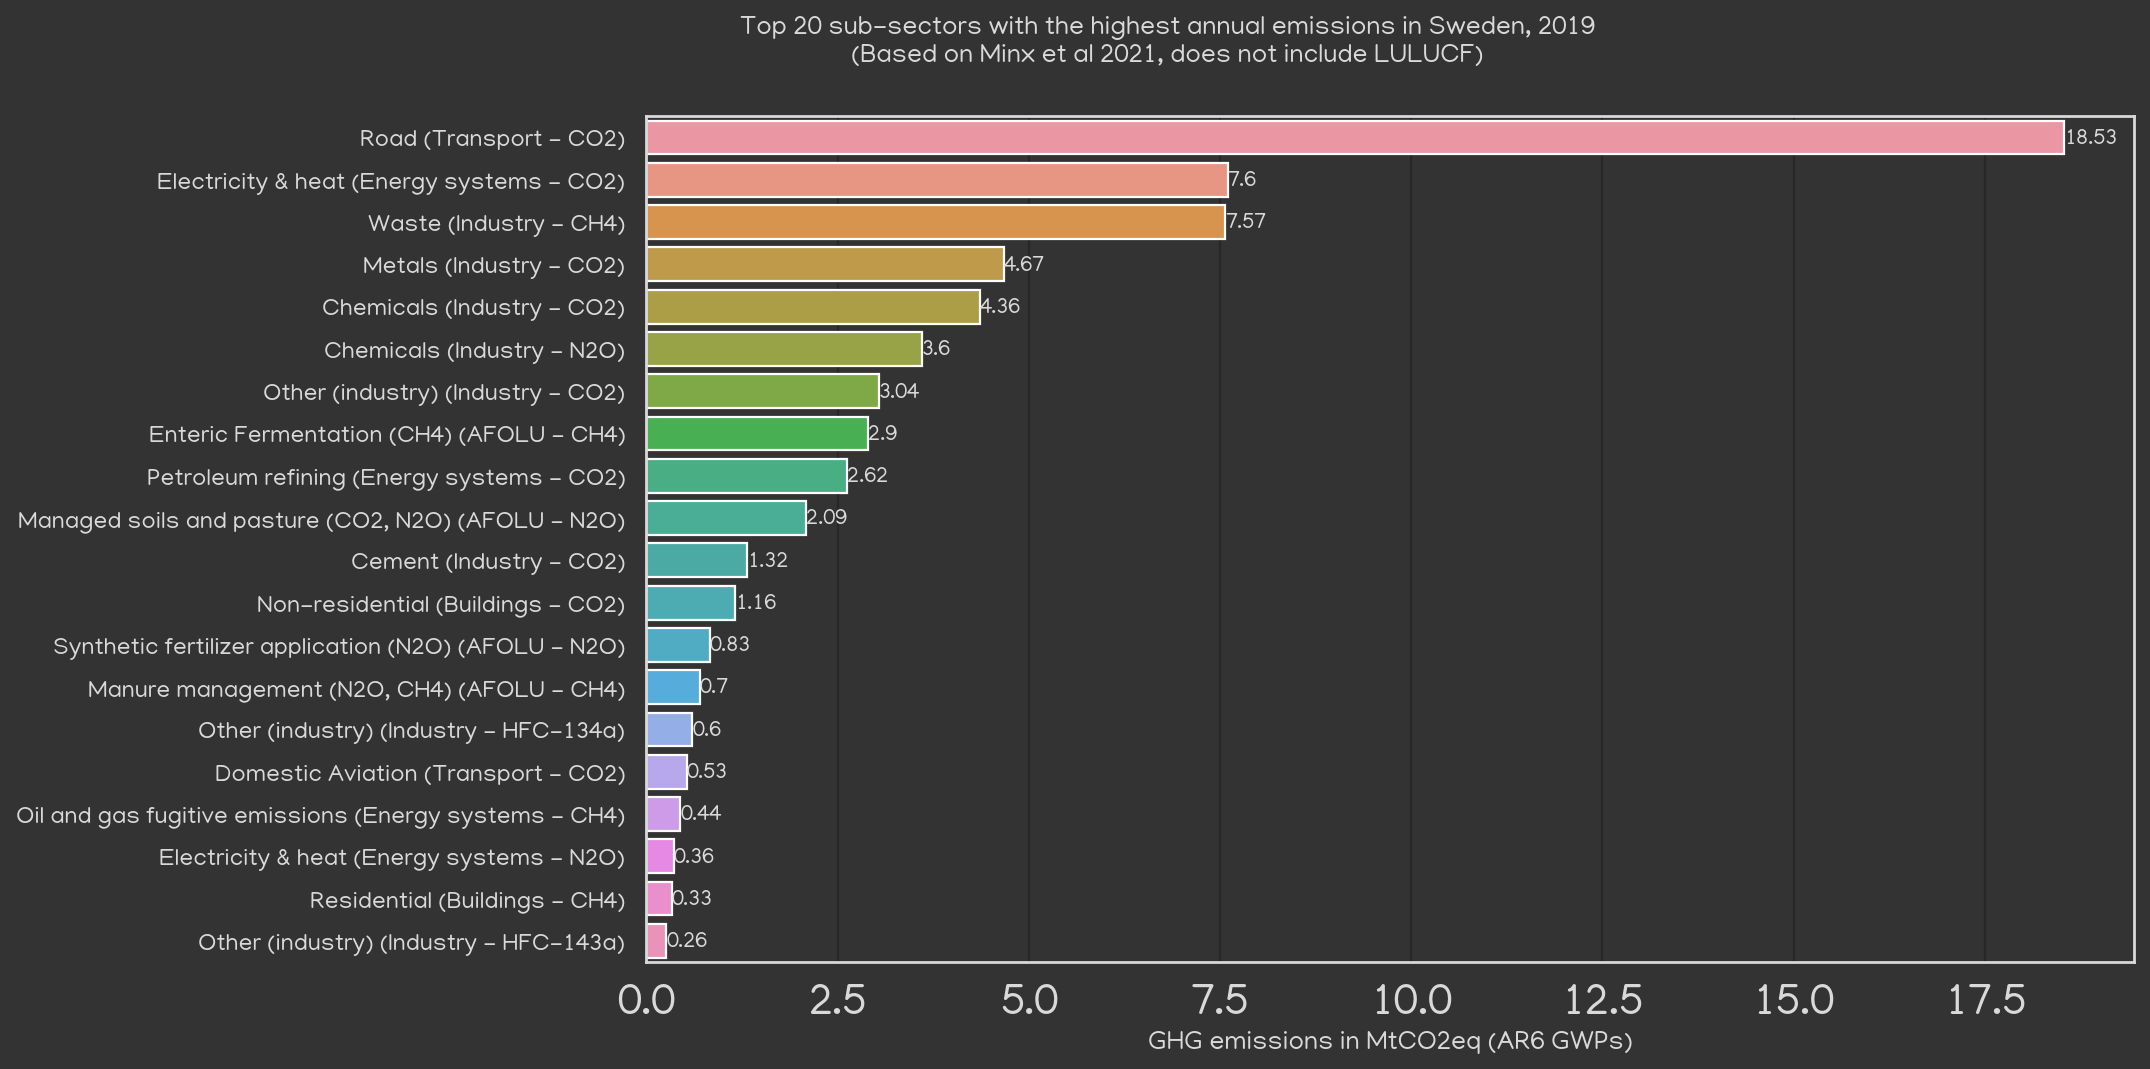 Top 20 sub-sectors with the highest annual emissions in Sweden, 2019
(Based on Minx et al 2021, does not include LULUCF)
Road (Transport - CO2) 18.53
Electricity & heat (Energy systems - CO2) 7.6
Waste (Industry - CH4) 7.57
Metals (Industry - CO2) 4.67
Chemicals (Industry - CO2) 4.36
Chemicals (Industry - N2O) 3.6
Other (industry) (Industry - CO2) 3.04
Enteric Fermentation (CH4) (AFOLU - CH4) 2.9
Petroleum refining (Energy systems - CO2) 2.62
Managed soils and pasture (CO2, N2O) (AFOLU - N2O) 2.09
Cement (Industry - CO2) 1.32
Non-residential (Buildings - CO2) 1.16
Synthetic fertilizer application (N2O) (AFOLU - N2O) 0.83
Manure management (N2O, CH4) (AFOLU - CH4) 0.7
Other (industry) (Industry - HFC-134a) 0.6
Domestic Aviation (Transport - CO2) 0.53
Oil and gas fugitive emissions (Energy systems - CH4) 0.44
Electricity & heat (Energy systems - N2O) 0.36
Residential (Buildings - CH4) 0.33
Other (industry) (Industry - HFC-143a) 0.26
0.0 2.5 5.0 7.5 10.0 12.5 15.0 17.5
GHG emissions in MtCO2eq (AR6 GWPs)